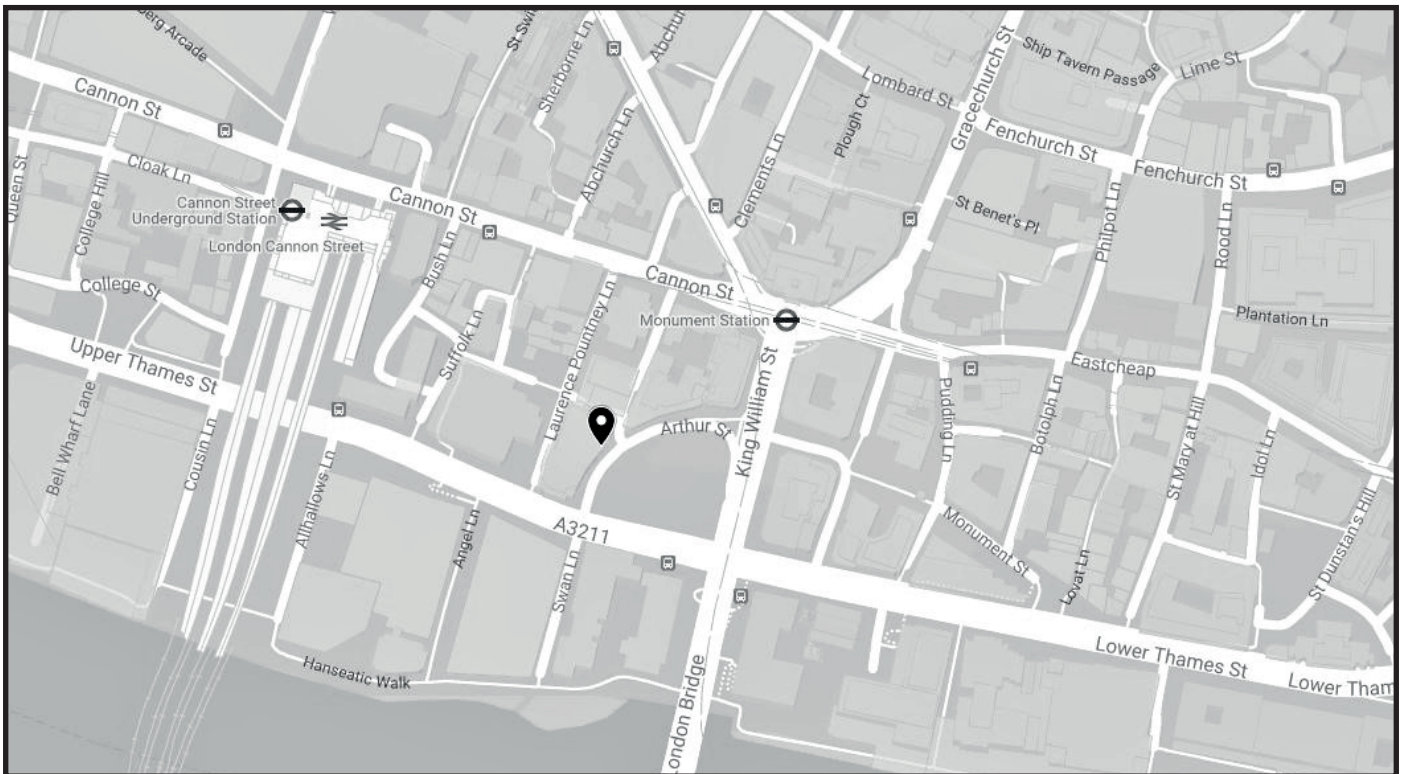 berg Arcade
St Swi
Sherborne Ln
Abchur
Ship Tavern Passage
Lime St
Cannon St
Lombard St
Plough Ct
Gracechurch St
Fenchurch St
Fenchurch St
Cloak Ln
Abchurch Ln
Clements Ln
Queen St
College Hill
Cannon Street
Underground Station
Cannon St
St Benet's Pl
Philpot Ln
Rood Ln
London Cannon Street
Bush Ln
College St
Cannon St
Laurence Pountney Ln
Monument Station
Plantation Ln
Upper Thames St
Suffolk Ln
Eastcheap
King William St
Pudding Ln
Botolph Ln
St Mary at Hill
Idol Ln
Bell Wharf Lane
Cousin Ln
Arthur St
Allhallows Ln
Angel Ln
A3211
Swan Ln
Monument St
Lovat Ln
St Dunstan's Hill
Hanseatic Walk
Lower Thames St
Lower Tham
London Bridge